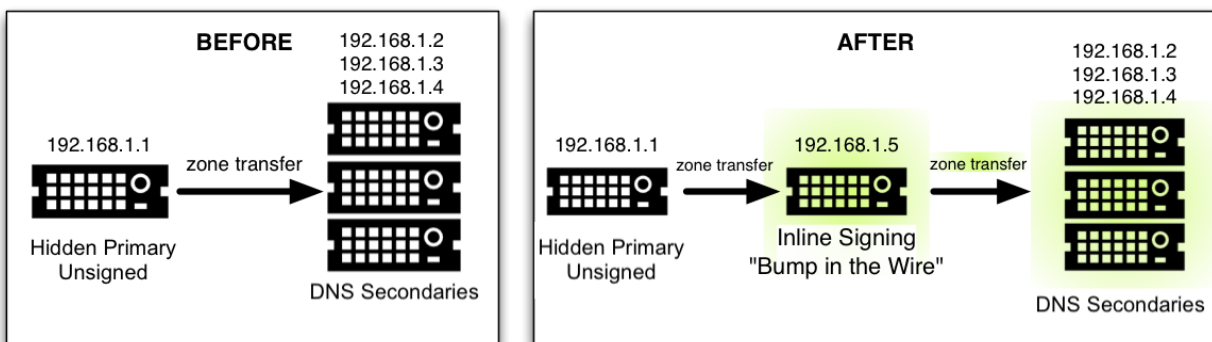 BEFORE
192.168.1.2
192.168.1.3
192.168.1.4
192.168.1.1
zone transfer
Hidden Primary
Unsigned
DNS Secondaries
AFTER
192.168.1.2
192.168.1.3
192.168.1.4
192.168.1.1
zone transfer
192.168.1.5
zone transfer
Hidden Primary
Unsigned
Inline Signing
"Bump in the Wire"
DNS Secondaries